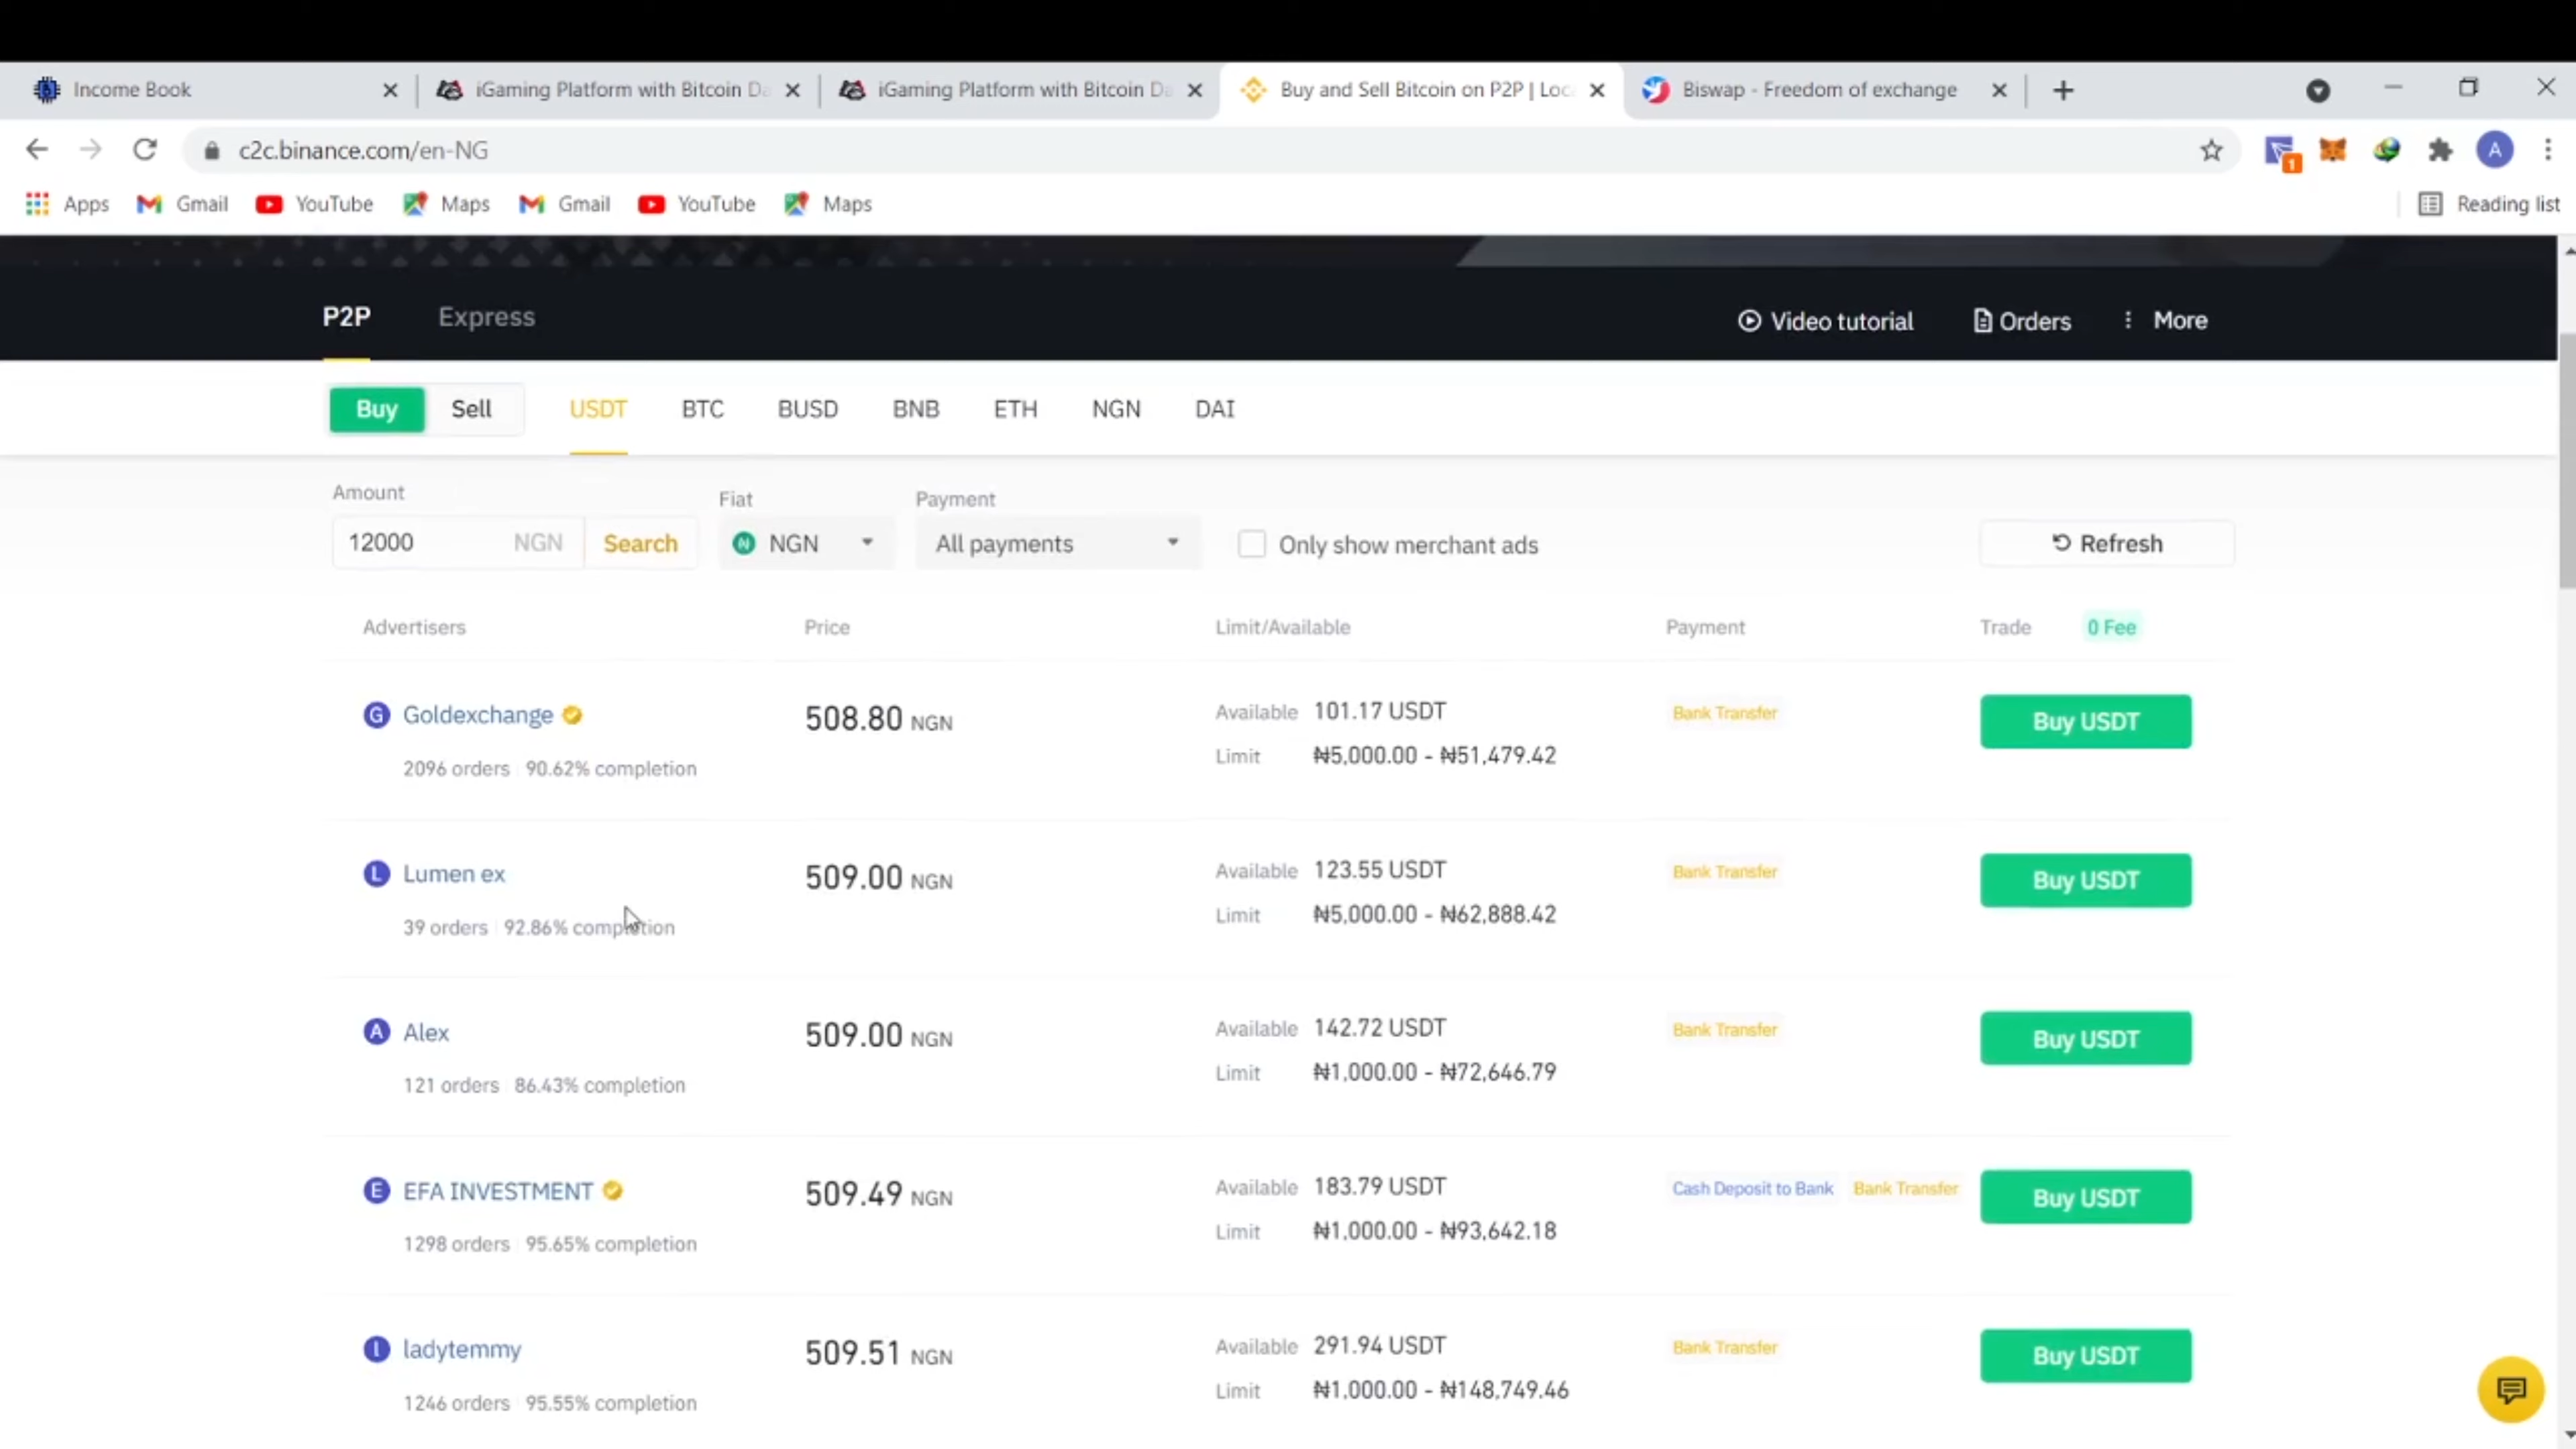 Income Book
iGaming Platform with Bitcoin Da
iGaming Platform with Bitcoin Da
Buy and Sell Bitcoin on P2P | Loc
Biswap - Freedom of exchange
c2c.binance.com/en-NG
1
A
Apps Gmail YouTube Maps Gmail YouTube Maps Reading list
P2P Express Video tutorial Orders More
Buy Sell USDT BTC BUSD BNB ETH NGN DAI
Amount Fiat Payment
12000 NGN Search NGN All payments Only show merchant ads Refresh
Advertisers Price Limit/Available Payment Trade 0 Fee
G Goldexchange 508.80 NGN Available 101.17 USDT Bank Transfer Buy USDT
2096 orders 90.62% completion Limit ₦5,000.00 - ₦51,479.42
L Lumen ex 509.00 NGN Available 123.55 USDT Bank Transfer Buy USDT
39 orders 92.86% completion Limit ₦5,000.00 - ₦62,888.42
A Alex 509.00 NGN Available 142.72 USDT Bank Transfer Buy USDT
121 orders 86.43% completion Limit ₦1,000.00 - ₦72,646.79
E EFA INVESTMENT 509.49 NGN Available 183.79 USDT Cash Deposit to Bank Bank Transfer Buy USDT
1298 orders 95.65% completion Limit ₦1,000.00 - ₦93,642.18
l ladytemmy 509.51 NGN Available 291.94 USDT Bank Transfer Buy USDT
1246 orders 95.55% completion Limit ₦1,000.00 - ₦148,749.46